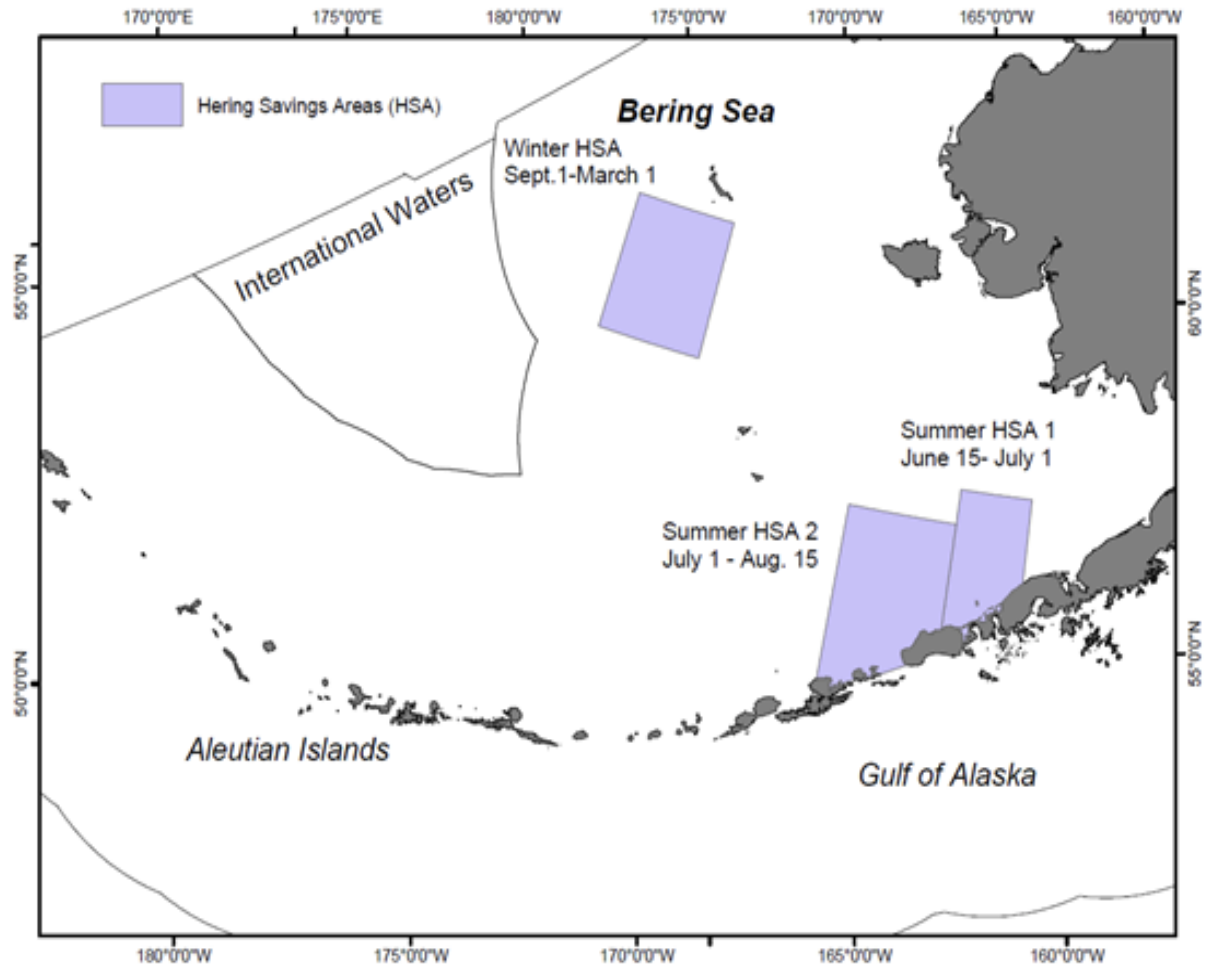 170°0'0"E 175°0'0"E 180°0'0"W 175°0'0"W 170°0'0"W 165°0'0"W 160°0'0"W
Hering Savings Areas (HSA)
Bering Sea
Winter HSA
Sept.1-March 1
International Waters
55°0'0"N
60°0'0"N
Summer HSA 1
June 15- July 1
Summer HSA 2
July 1 - Aug. 15
50°0'0"N
55°0'0"N
Aleutian Islands
Gulf of Alaska
180°0'0"W 175°0'0"W 170°0'0"W 165°0'0"W 160°0'0"W